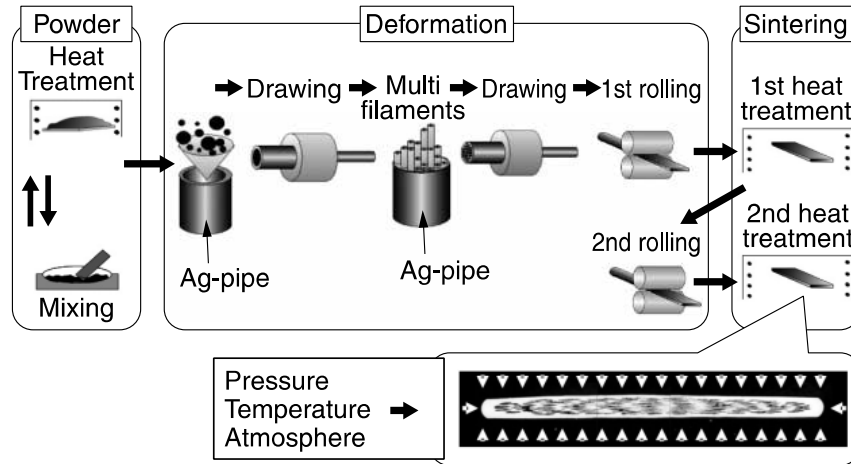 Powder
Deformation
Sintering
Heat
Treatment
Mixing
Drawing
Multi
filaments
Drawing
1st rolling
Ag-pipe
Ag-pipe
2nd rolling
1st heat
treatment
2nd heat
treatment
Pressure
Temperature
Atmosphere